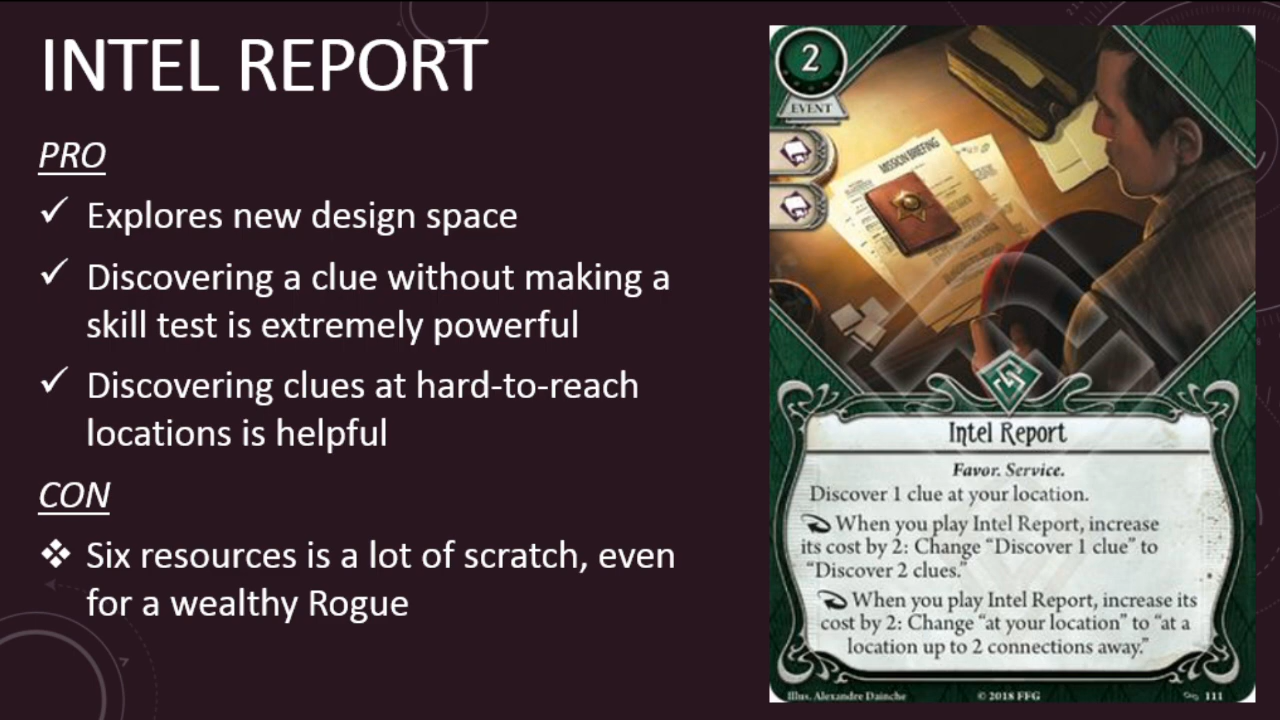 INTEL REPORT
PRO
Explores new design space
Discovering a clue without making a
skill test is extremely powerful
Discovering clues at hard-to-reach
locations is helpful
CON
Six resources is a lot of scratch, even
for a wealthy Rogue
2
EVENT
MISSION BRIEFING
Intel Report
Favor. Service.
Discover 1 clue at your location.
When you play Intel Report, increase
its cost by 2: Change “Discover 1 clue” to
“Discover 2 clues.”
When you play Intel Report, increase its
cost by 2: Change “at your location” to “at a
location up to 2 connections away.”
Illus. Alexandre Dainche
© 2018 FFG
111